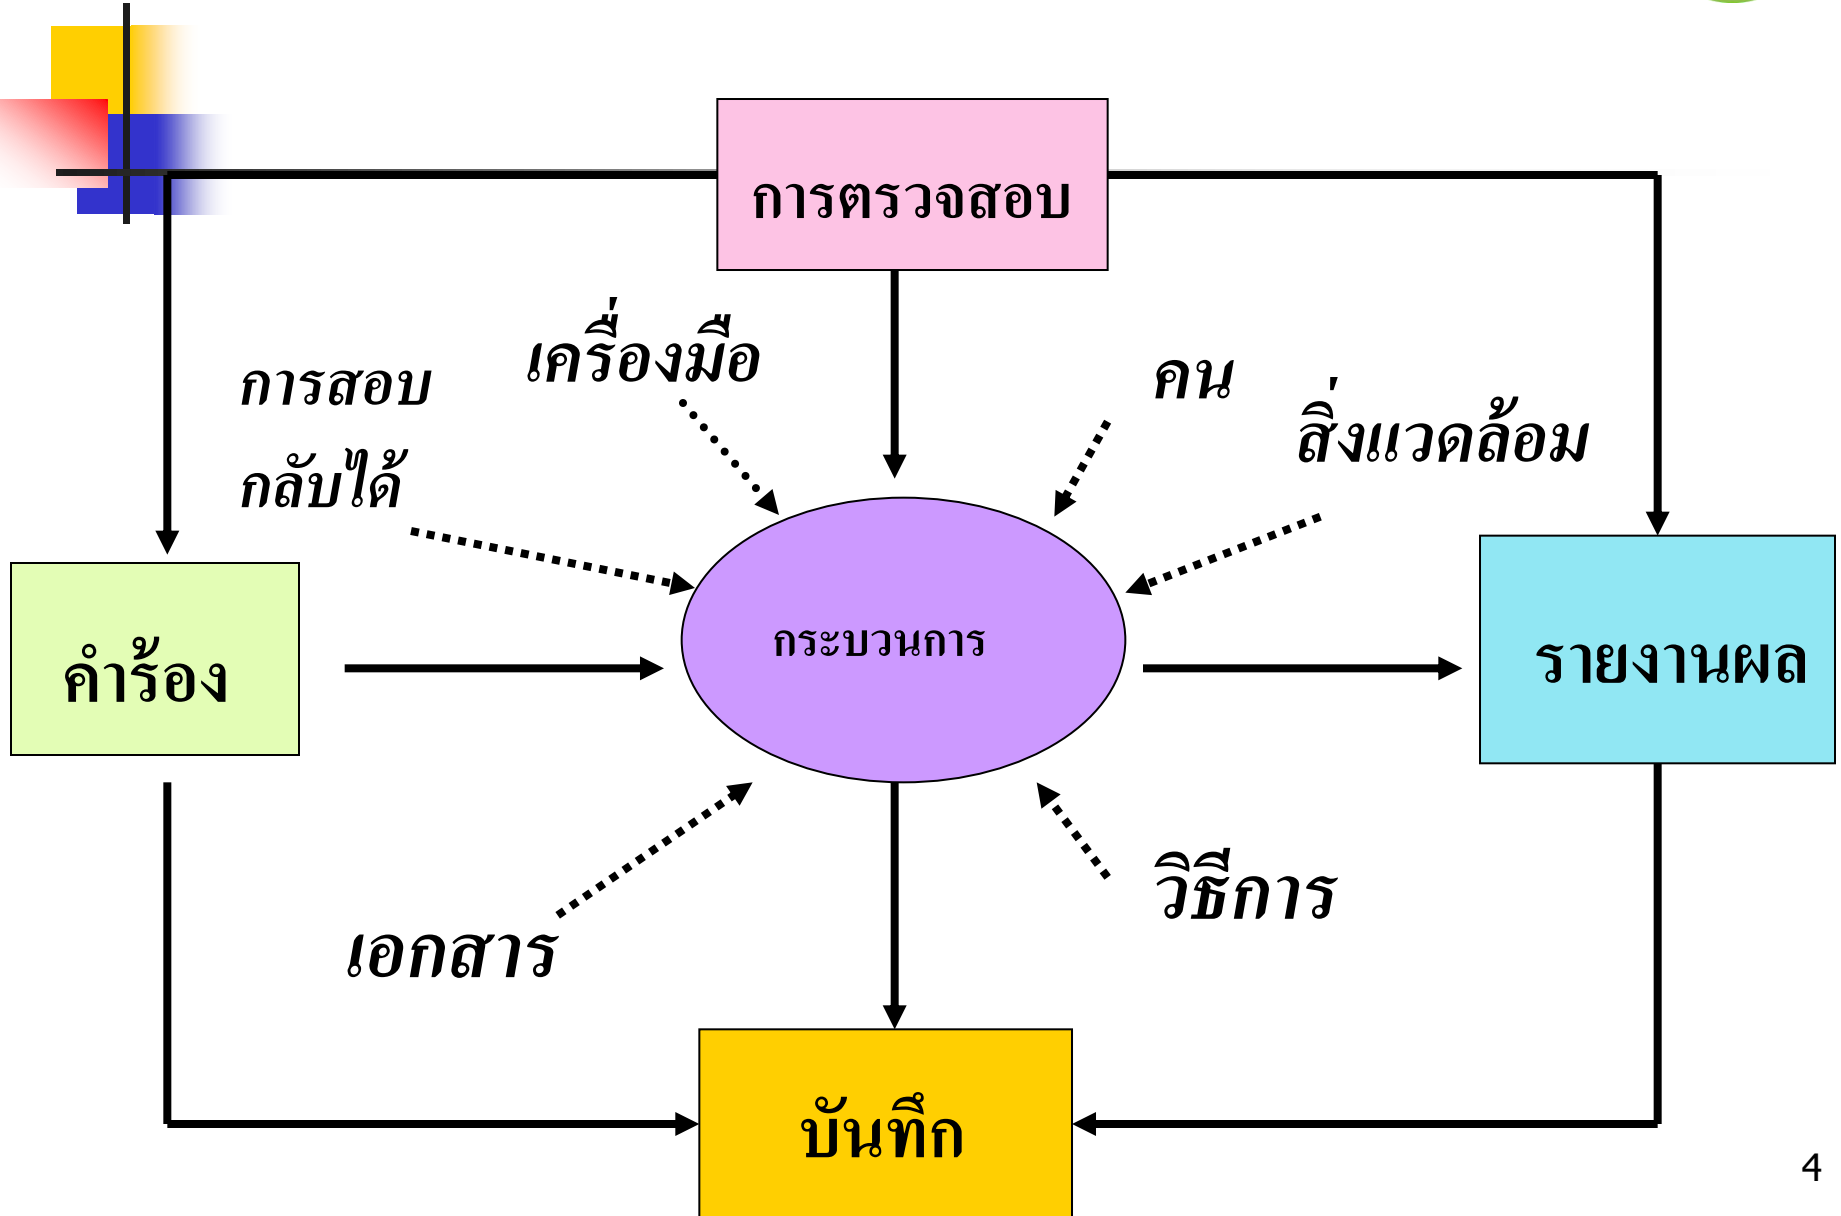 การตรวจสอบ
เครื่องมือ
คน
การสอบ
กลับได้
สิ่งแวดล้อม
คำร้อง
กระบวนการ
รายงานผล
เอกสาร
วิธีการ
บันทึก
4